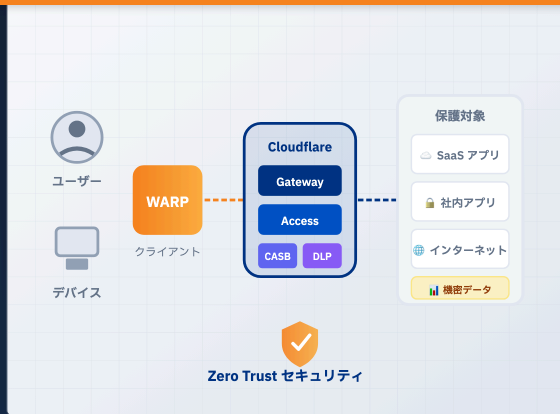 ユーザー
デバイス
WARP
クライアント
Cloudflare
Gateway
Access
CASB
DLP
保護対象
SaaS アプリ
社内アプリ
インターネット
機密データ
Zero Trust セキュリティ